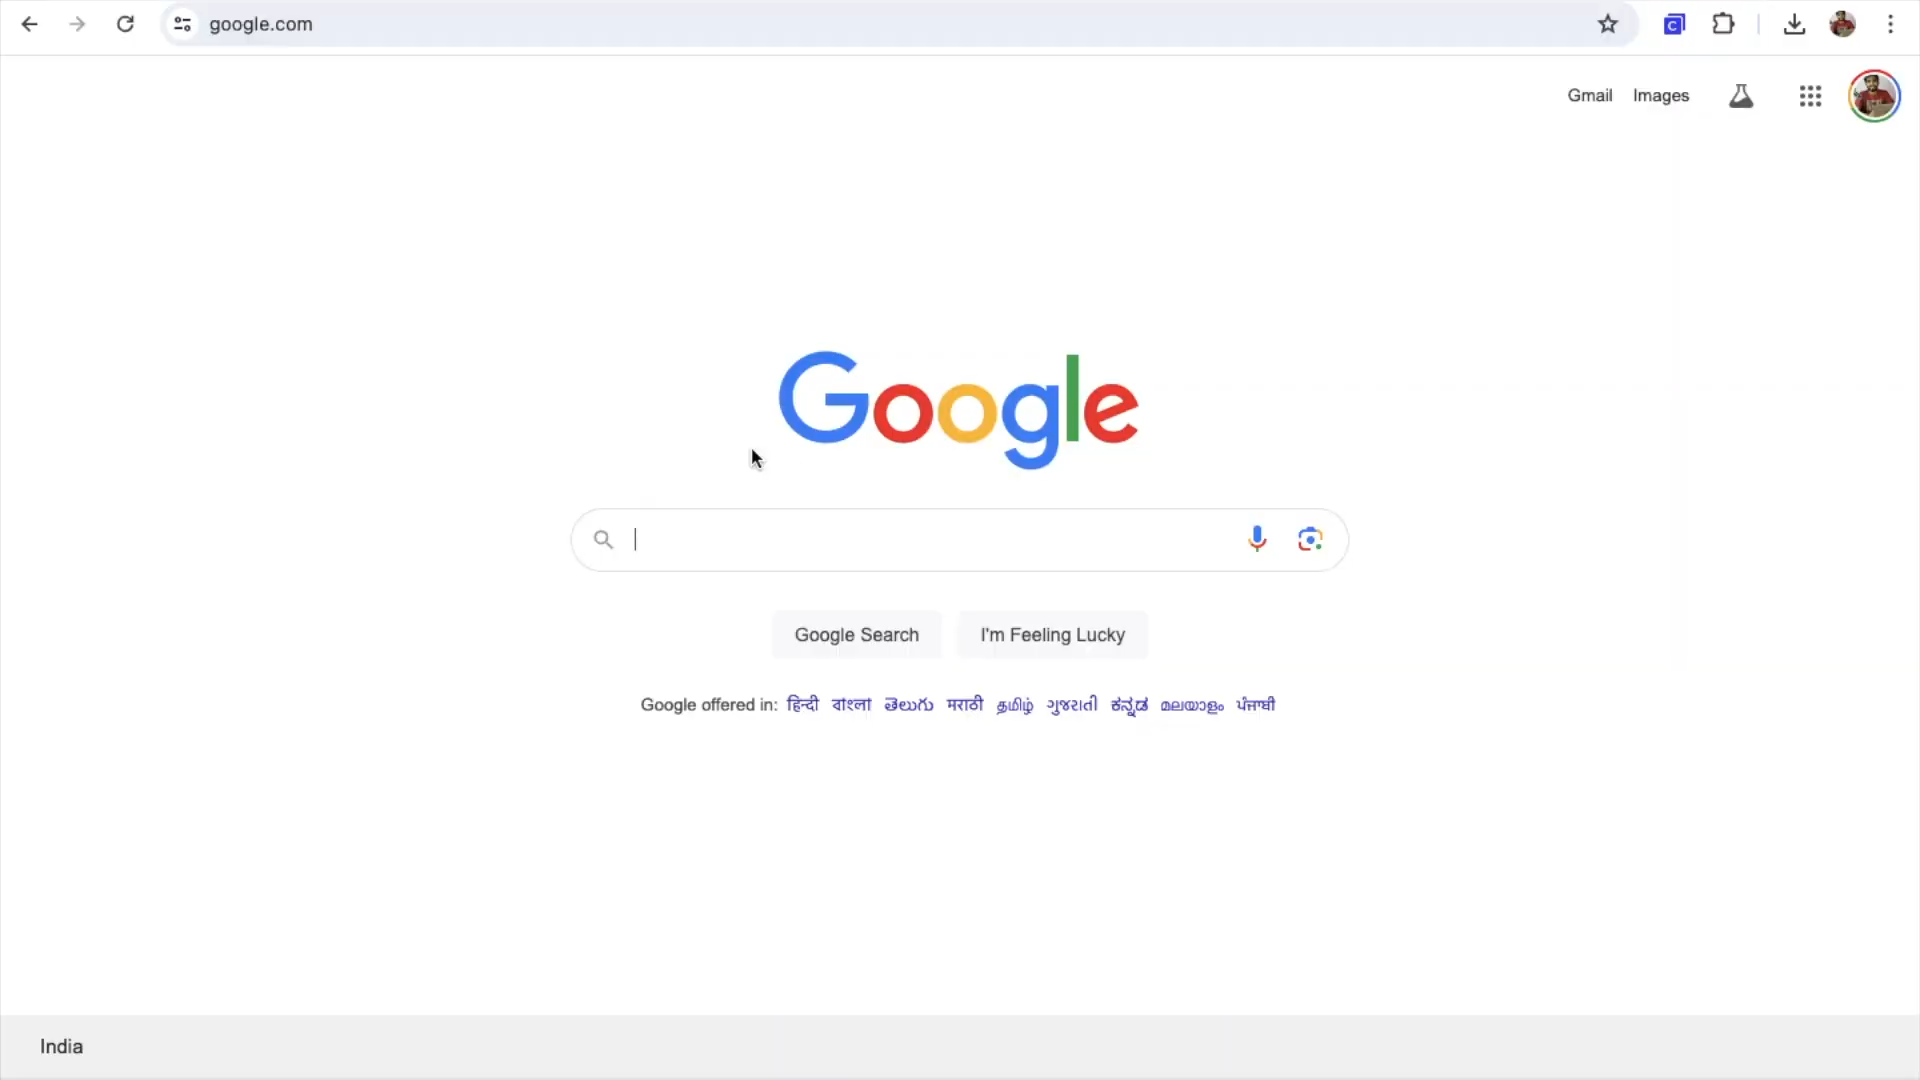 google.com
Gmail Images
Google
Google Search I'm Feeling Lucky
Google offered in: हिन्दी বাংলা తెలుగు मराठी தமிழ் ગુજરાતી ಕನ್ನಡ മലയാളം ਪੰਜਾਬੀ
India